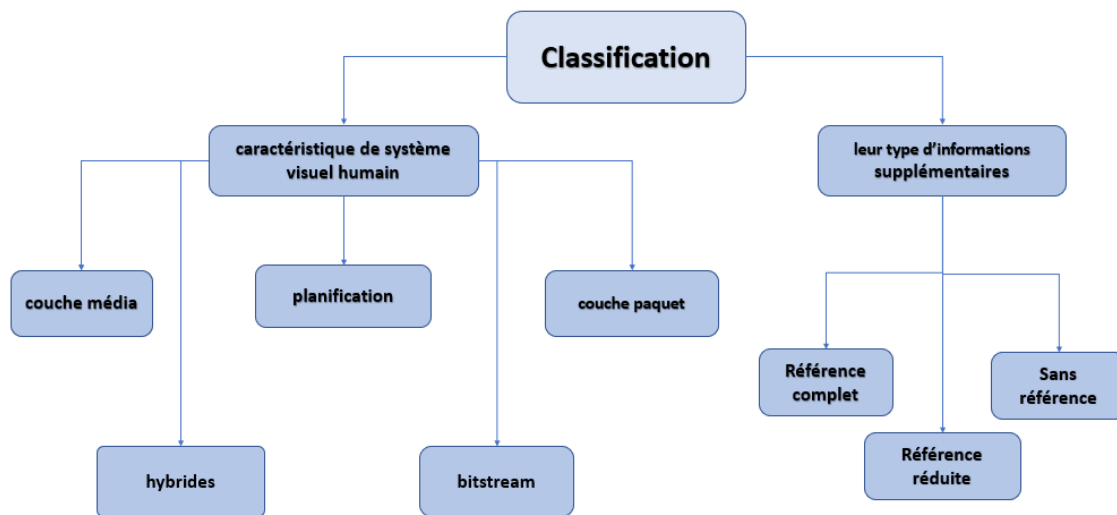 Classification
caractéristique de système
visuel humain
leur type d’informations
supplémentaires
couche média
planification
couche paquet
Référence
complet
Sans
référence
hybrides
bitstream
Référence
réduite